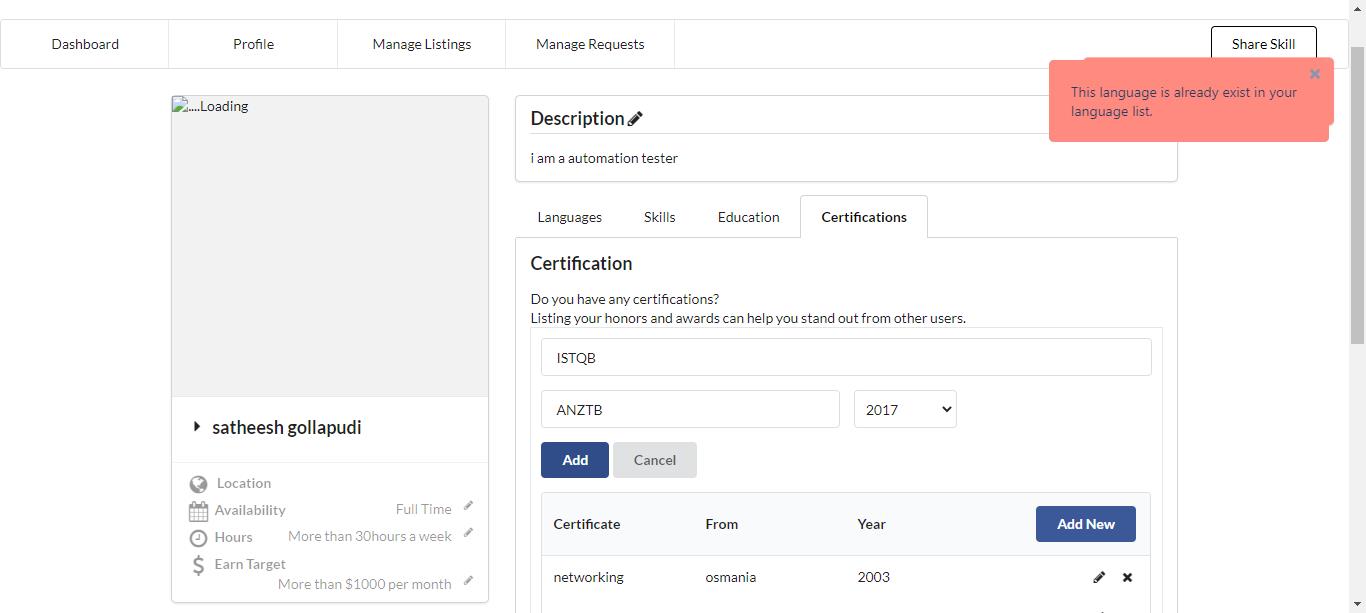 Dashboard
Profile
Manage Listings
Manage Requests
Share Skill
This language is already exist in your
language list.
....Loading
satheesh gollapudi
Location
Availability
Full Time
Hours
More than 30hours a week
Earn Target
More than $1000 per month
Description
i am a automation tester
Languages
Skills
Education
Certifications
Certification
Do you have any certifications?
Listing your honors and awards can help you stand out from other users.
ISTQB
ANZTB
2017
Add
Cancel
Certificate
From
Year
Add New
networking
osmania
2003